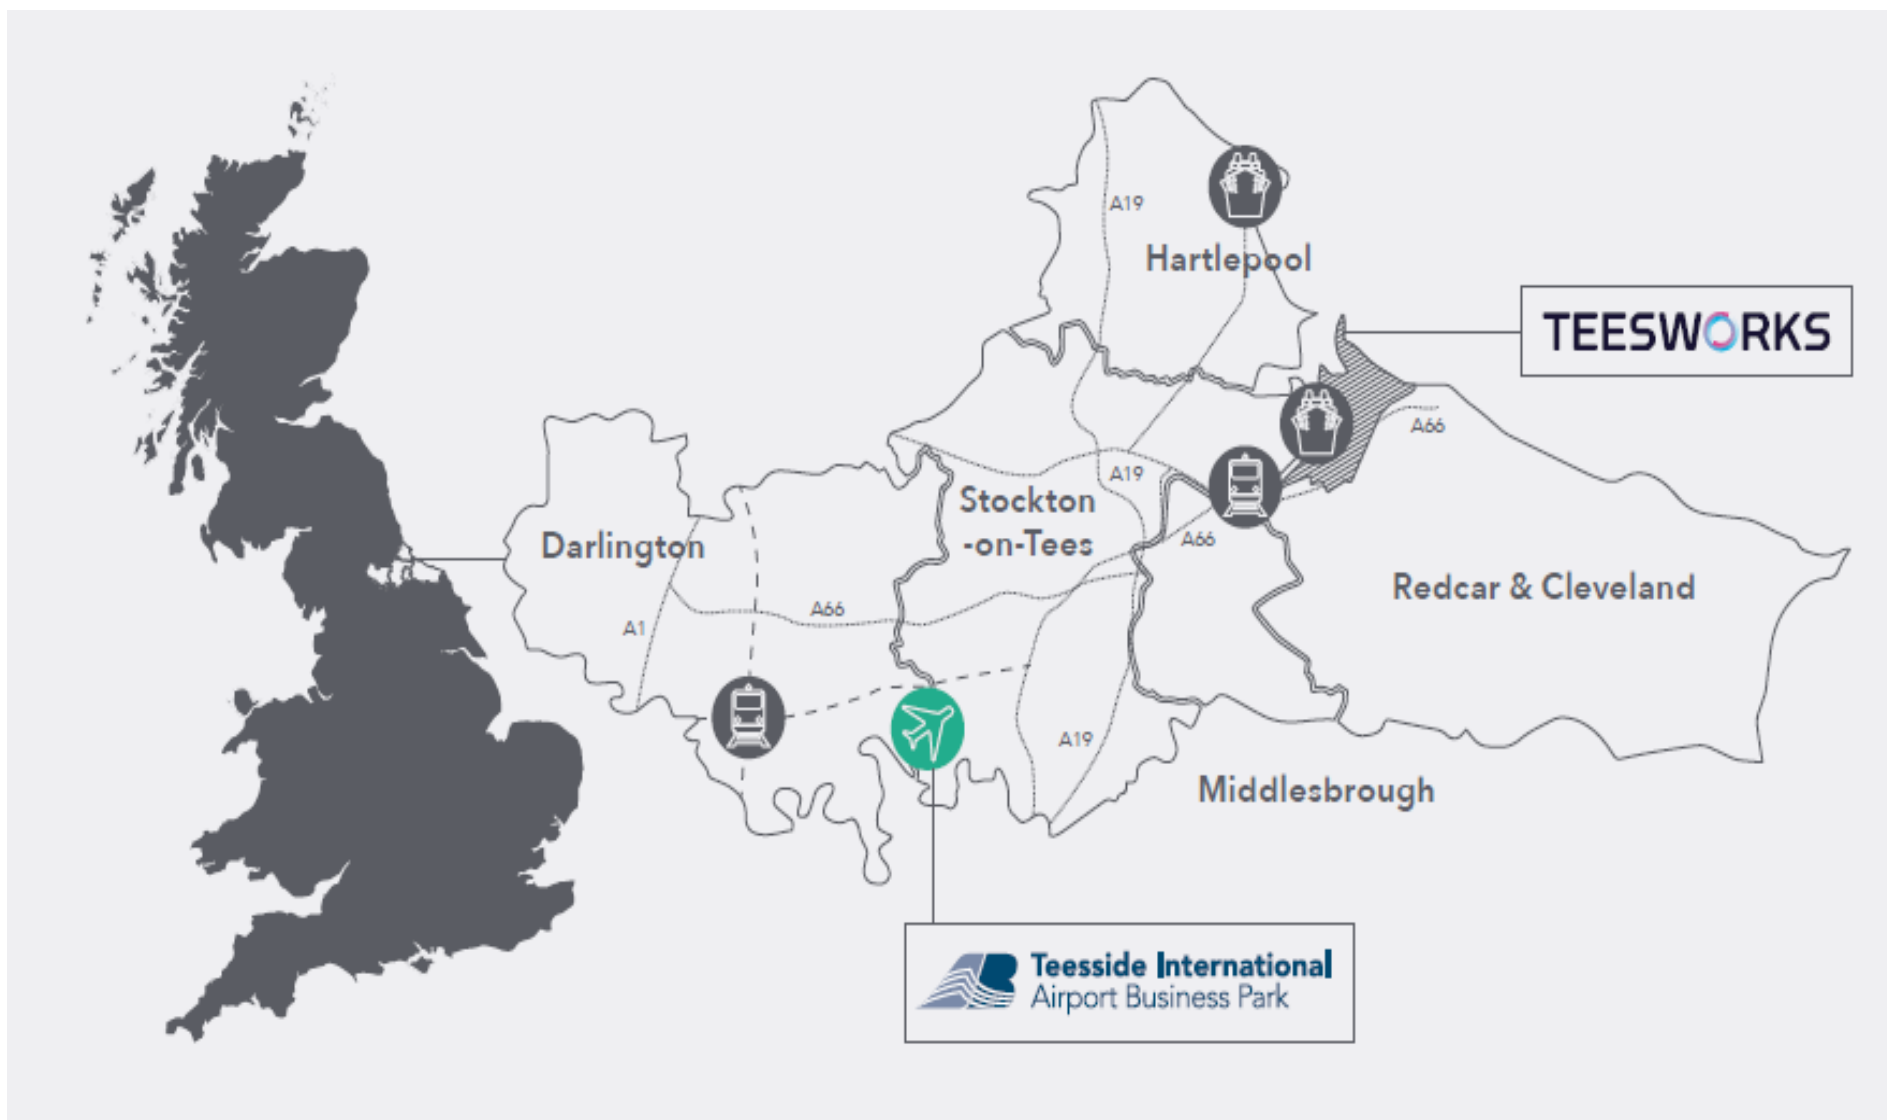 A19
Hartlepool
TEESWORKS
A66
A19
Stockton
-on-Tees
A66
Darlington
Redcar & Cleveland
A66
A1
A19
Middlesbrough
Teesside International
Airport Business Park